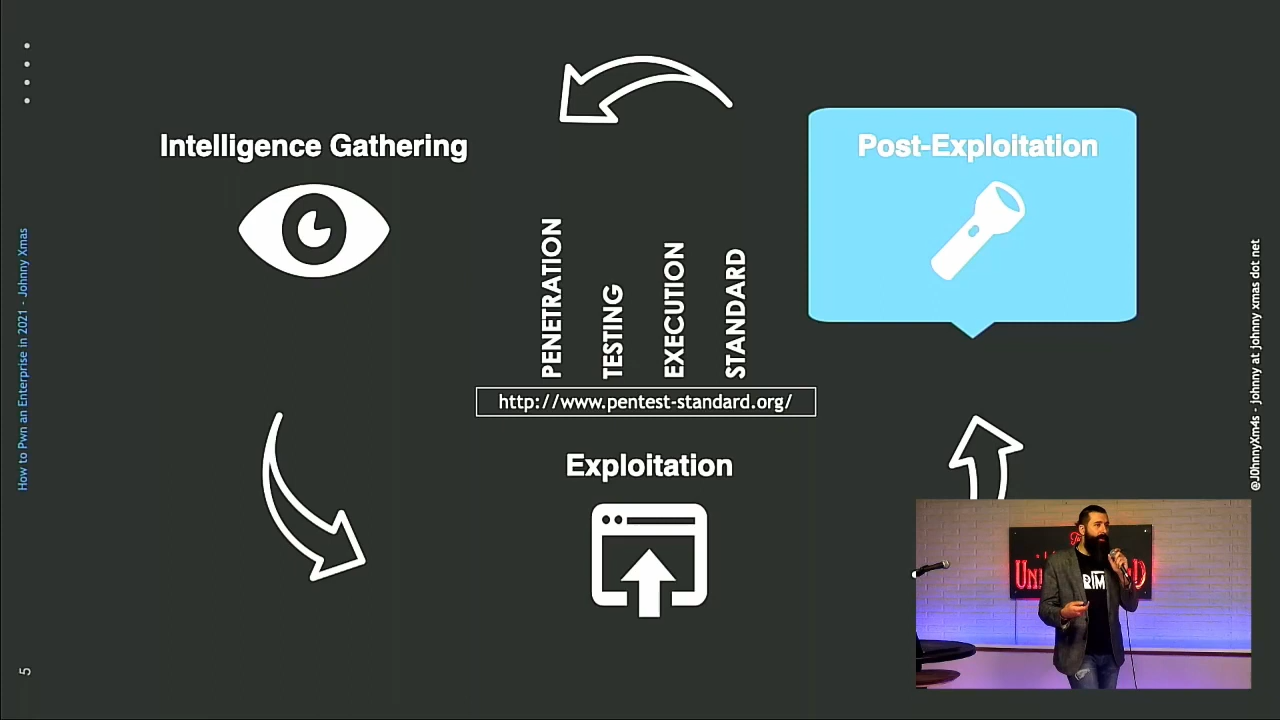 Intelligence Gathering
Post-Exploitation
PENETRATION
TESTING
EXECUTION
STANDARD
http://www.pentest-standard.org/
Exploitation
How to Pwn an Enterprise in 2021 - Johnny Xmas
@J0hnnyXm4s - johnny at johnny xmas dot net
5